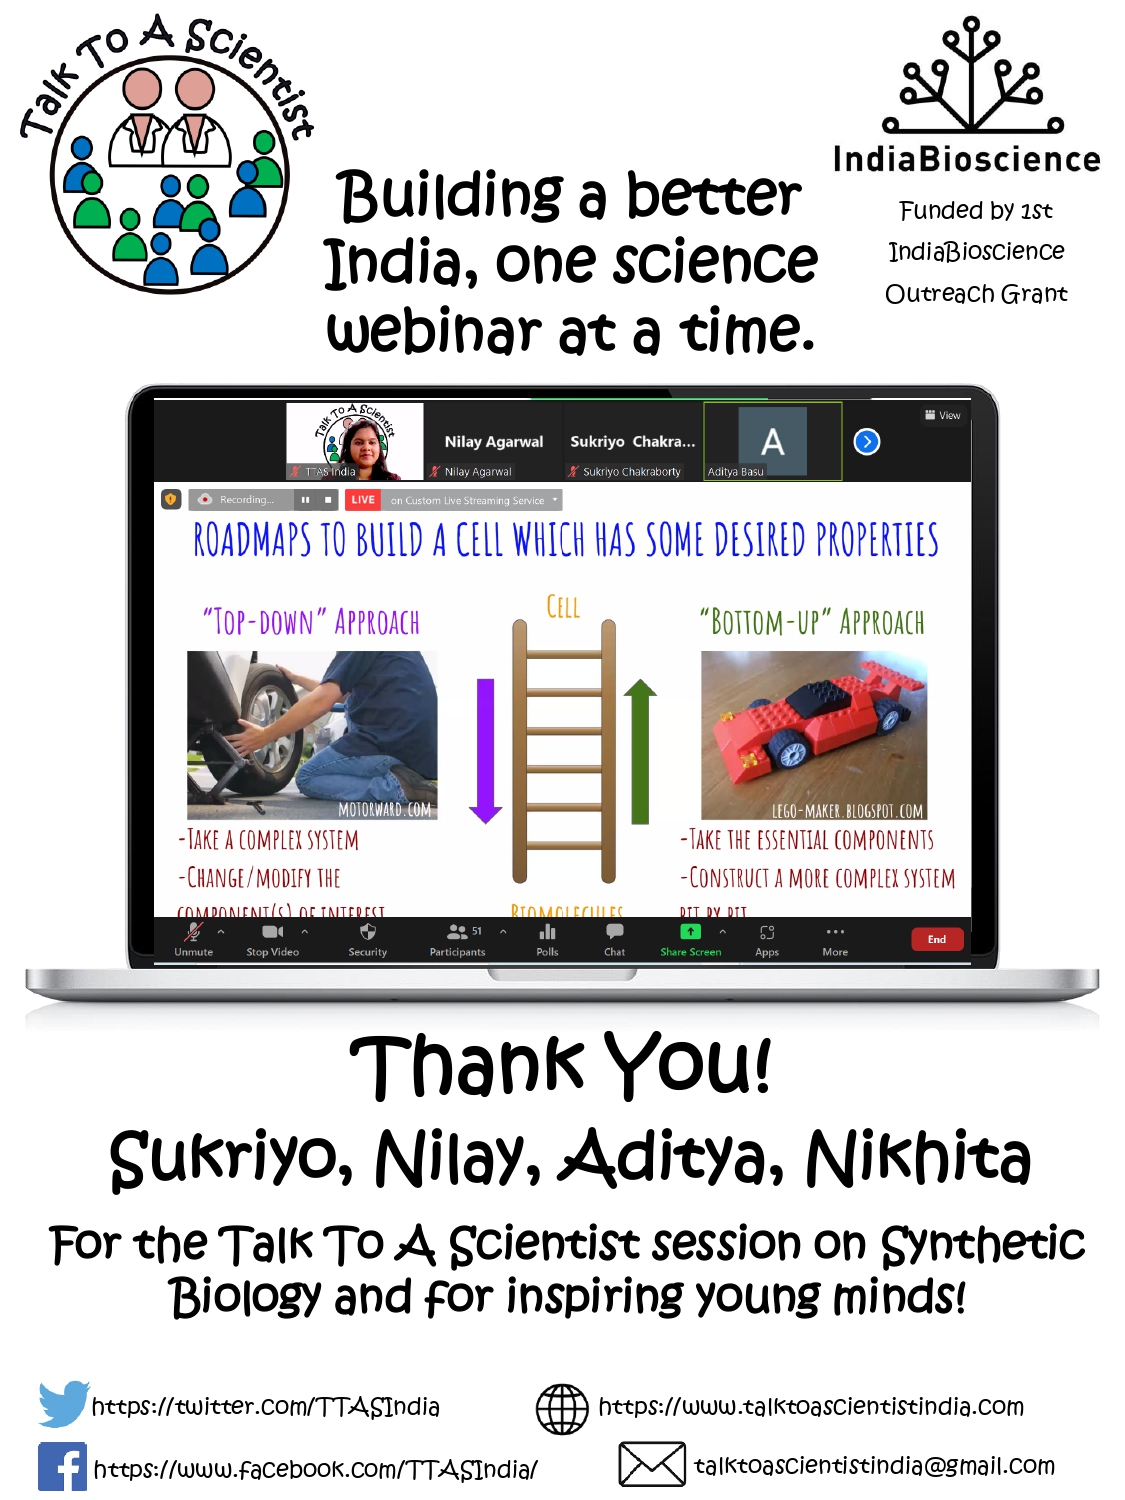 Talk To A Scientist
IndiaBioscience
Funded by 1st
IndiaBioscience
Outreach Grant
Building a better
India, one science
webinar at a time.
Talk To A Scientist
TTAS India
Nilay Agarwal
Nilay Agarwal
Sukriyo Chakra...
Sukriyo Chakraborty
A
Aditya Basu
View
Recording...
LIVE on Custom Live Streaming Service
ROADMAPS TO BUILD A CELL WHICH HAS SOME DESIRED PROPERTIES
"TOP-DOWN" APPROACH
MOTORWARD.COM
-TAKE A COMPLEX SYSTEM
-CHANGE/MODIFY THE
COMPONENT(S) OF INTEREST
CELL
BIOMOLECULES
"BOTTOM-UP" APPROACH
LEGO-MAKER.BLOGSPOT.COM
-TAKE THE ESSENTIAL COMPONENTS
-CONSTRUCT A MORE COMPLEX SYSTEM
BIT BY BIT
Unmute
Stop Video
Security
51
Participants
Polls
Chat
Share Screen
Apps
More
End
Thank You!
Sukriyo, Nilay, Aditya, Nikhita
For the Talk To A Scientist session on Synthetic
Biology and for inspiring young minds!
https://twitter.com/TTASIndia
https://www.talktoascientistindia.com
https://www.facebook.com/TTASIndia/
talktoascientistindia@gmail.com